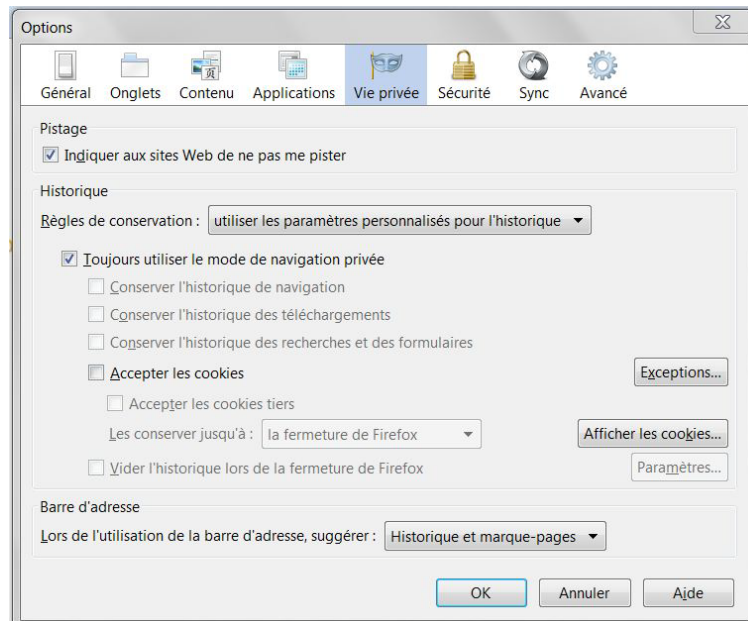 Options
Général Onglets Contenu Applications Vie privée Sécurité Sync Avancé
Pistage
Indiquer aux sites Web de ne pas me pister
Historique
Règles de conservation : utiliser les paramètres personnalisés pour l'historique
Toujours utiliser le mode de navigation privée
Conserver l'historique de navigation
Conserver l'historique des téléchargements
Conserver l'historique des recherches et des formulaires
Accepter les cookies Exceptions...
Accepter les cookies tiers
Les conserver jusqu'à : la fermeture de Firefox Afficher les cookies...
Vider l'historique lors de la fermeture de Firefox Paramètres...
Barre d'adresse
Lors de l'utilisation de la barre d'adresse, suggérer : Historique et marque-pages
OK Annuler Aide